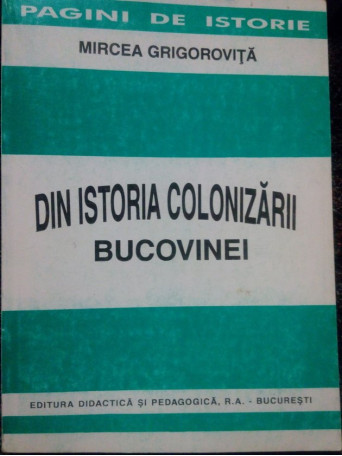 PAGINI DE ISTORIE
MIRCEA GRIGOROVIȚĂ
DIN ISTORIA COLONIZĂRII
BUCOVINEI
EDITURA DIDACTICĂ ȘI PEDAGOGICĂ, R.A. - BUCUREȘTI